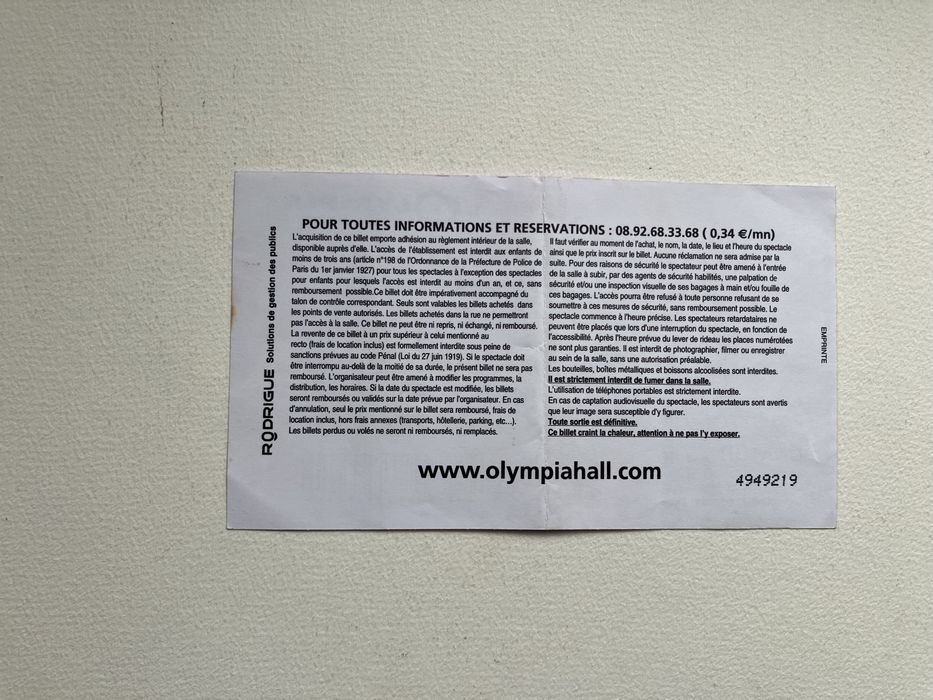 POUR TOUTES INFORMATIONS ET RESERVATIONS : 08.92.68.33.68 ( 0,34 €/mn)
L'acquisition de ce billet emporte adhésion au règlement intérieur de la salle,
disponible auprès d'elle. L'accès de l'établissement est interdit aux enfants de
moins de trois ans (article n°198 de l'Ordonnance de la Préfecture de Police de
Paris du 1er janvier 1927) pour tous les spectacles à l'exception des spectacles
pour enfants pour lesquels l'accès est interdit au moins d'un an, et ce, sans
remboursement possible.Ce billet doit être impérativement accompagné du
talon de contrôle correspondant. Seuls sont valables les billets achetés dans
les points de vente autorisés. Les billets achetés dans la rue ne permettront
pas l'accès à la salle. Ce billet ne peut être ni repris, ni échangé, ni remboursé.
La revente de ce billet à un prix supérieur à celui mentionné au
recto (frais de location inclus) est formellement interdite sous peine de
sanctions prévues au code Pénal (Loi du 27 juin 1919). Si le spectacle doit
être interrompu au-delà de la moitié de sa durée, le présent billet ne sera pas
remboursé. L'organisateur peut être amené à modifier les programmes, la
distribution, les horaires. Si la date du spectacle est modifiée, les billets
seront remboursés ou validés sur la date prévue par l'organisateur. En cas
d'annulation, seul le prix mentionné sur le billet sera remboursé, frais de
location inclus, hors frais annexes (transports, hôtellerie, parking, etc...).
Les billets perdus ou volés ne seront ni remboursés, ni remplacés.
Il faut vérifier au moment de l'achat, le nom, la date, le lieu et l'heure du spectacle
ainsi que le prix inscrit sur le billet. Aucune réclamation ne sera admise par la
suite. Pour des raisons de sécurité le spectateur peut être amené à l'entrée
de la salle à subir, par des agents de sécurité habilités, une palpation de
sécurité et/ou une inspection visuelle de ses bagages à main et/ou fouille de
ces bagages. L'accès pourra être refusé à toute personne refusant de se
soumettre à ces mesures de sécurité, sans remboursement possible. Le
spectacle commence à l'heure précise. Les spectateurs retardataires ne
peuvent être placés que lors d'une interruption du spectacle, en fonction de
l'accessibilité. Après l'heure prévue du lever de rideau les places numérotées
ne sont plus garanties. Il est interdit de photographier, filmer ou enregistrer
au sein de la salle, sans une autorisation préalable.
Les bouteilles, boîtes métalliques et boissons alcoolisées sont interdites.
Il est strictement interdit de fumer dans la salle.
L'utilisation de téléphones portables est strictement interdite.
En cas de captation audiovisuelle du spectacle, les spectateurs sont avertis
que leur image sera susceptible d'y figurer.
Toute sortie est définitive.
Ce billet craint la chaleur, attention à ne pas l'y exposer.
www.olympiahall.com
4949219
RODRIGUE Solutions de gestion des publics
EMPRINTE